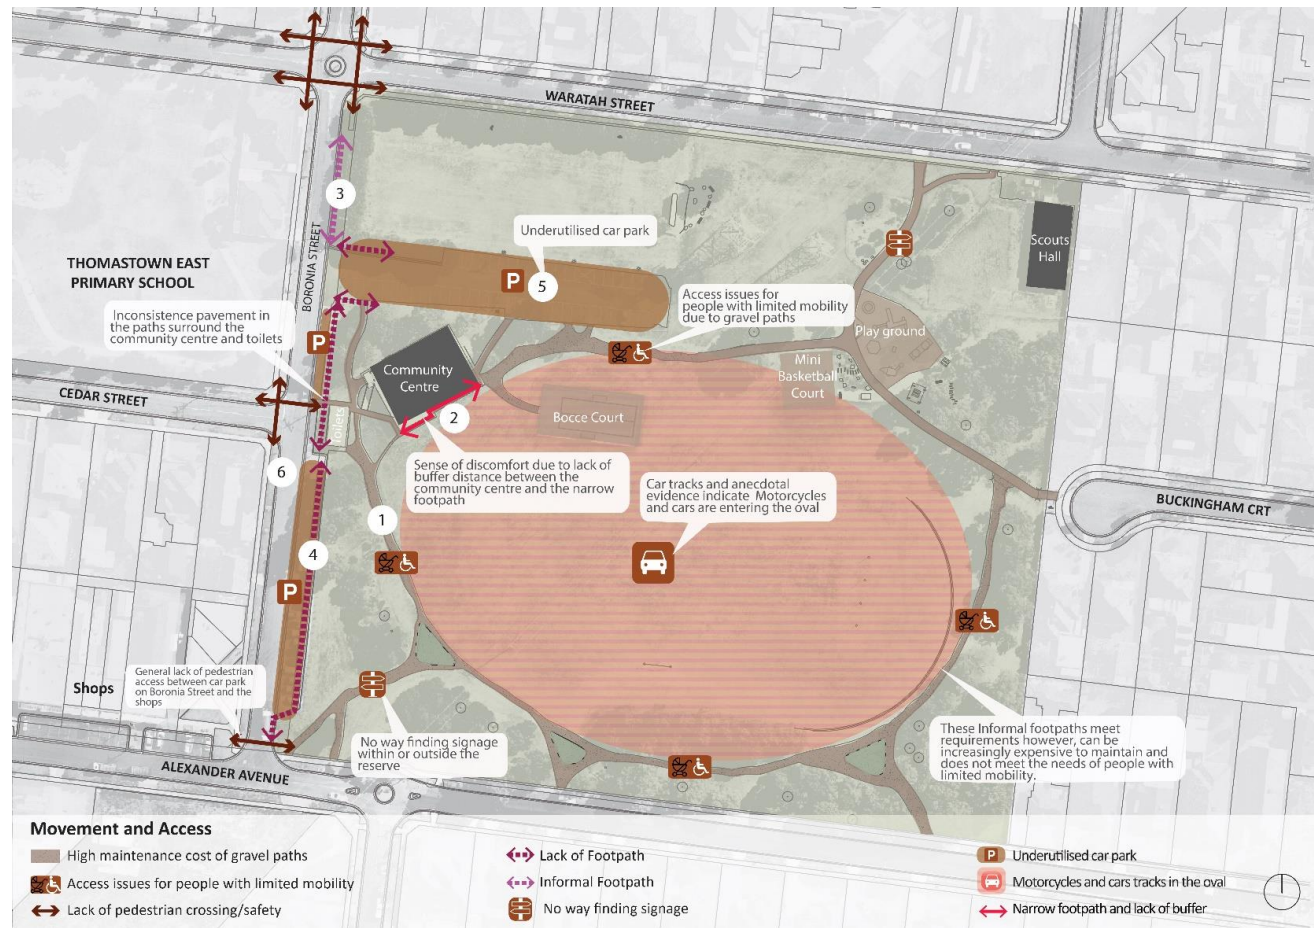 WARATAH STREET
3
BORONIA STREET
THOMASTOWN EAST
PRIMARY SCHOOL
Underutilised car park
P
5
Scouts
Hall
Inconsistence pavement in
the paths surround the
community centre and toilets
Access issues for
people with limited mobility
due to gravel paths
Play ground
P
Community
Centre
Mini
Basketball
Court
CEDAR STREET
Toilets
2
Bocce Court
6
Sense of discomfort due to lack of
buffer distance between the
community centre and the narrow
footpath
Car tracks and anecdotal
evidence indicate Motorcycles
and cars are entering the oval
BUCKINGHAM CRT
1
4
P
General lack of pedestrian
access between car park
on Boronia Street and the
shops
Shops
No way finding signage
within or outside the
reserve
These Informal footpaths meet
requirements however, can be
increasingly expensive to maintain and
does not meet the needs of people with
limited mobility.
ALEXANDER AVENUE
Movement and Access
High maintenance cost of gravel paths
Access issues for people with limited mobility
Lack of pedestrian crossing/safety
Lack of Footpath
Informal Footpath
No way finding signage
P
Underutilised car park
Motorcycles and cars tracks in the oval
Narrow footpath and lack of buffer